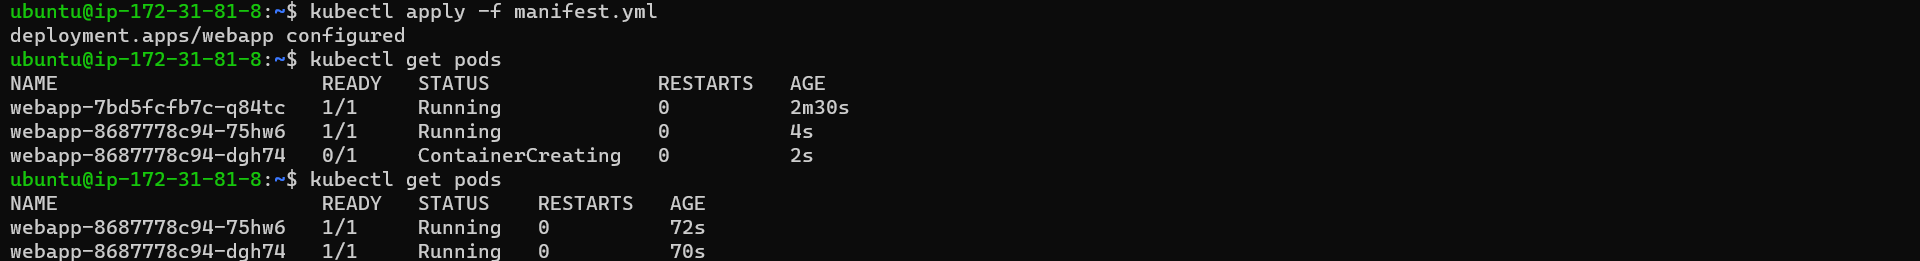 ubuntu@ip-172-31-81-8:~$ kubectl apply -f manifest.yml
deployment.apps/webapp configured
ubuntu@ip-172-31-81-8:~$ kubectl get pods
NAME                      READY   STATUS              RESTARTS   AGE
webapp-7bd5fcfb7c-q84tc   1/1     Running             0          2m30s
webapp-8687778c94-75hw6   1/1     Running             0          4s
webapp-8687778c94-dgh74   0/1     ContainerCreating   0          2s
ubuntu@ip-172-31-81-8:~$ kubectl get pods
NAME                      READY   STATUS    RESTARTS   AGE
webapp-8687778c94-75hw6   1/1     Running   0          72s
webapp-8687778c94-dgh74   1/1     Running   0          70s